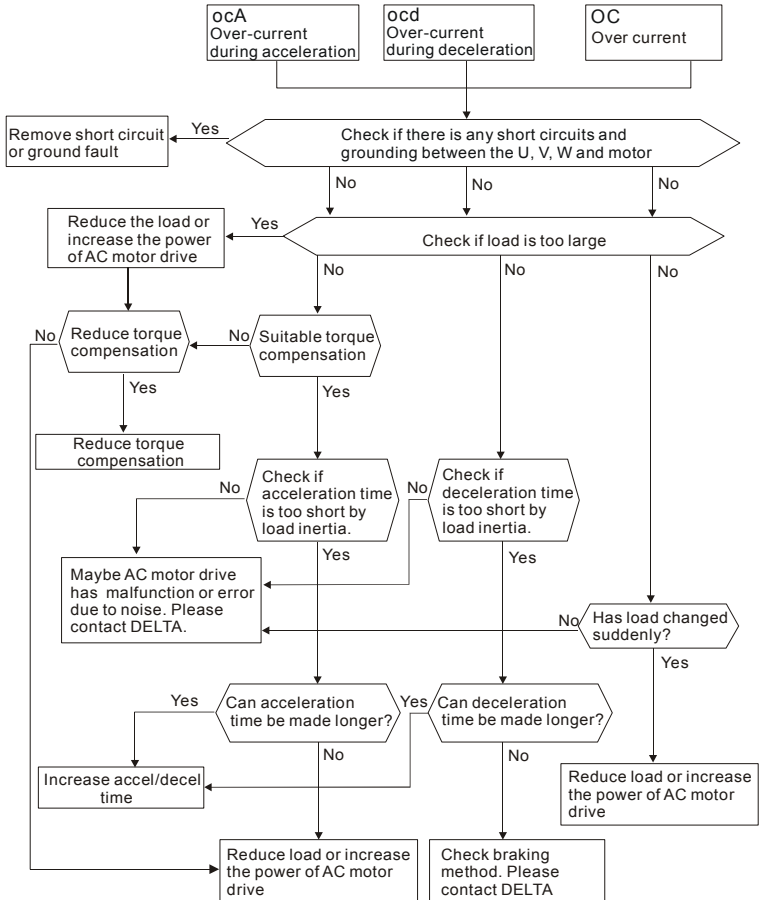 ocA
Over-current
during acceleration
ocd
Over-current
during deceleration
OC
Over current
Remove short circuit
or ground fault
Yes
Check if there is any short circuits and
grounding between the U, V, W and motor
No
No
No
Reduce the load or
increase the power
of AC motor drive
Yes
Check if load is too large
No
No
No
No
Reduce torque
compensation
No
Suitable torque
compensation
Yes
Yes
Reduce torque
compensation
No
Check if
acceleration time
is too short by
load inertia.
No
Check if
deceleration time
is too short by
load inertia.
Yes
Yes
Maybe AC motor drive
has malfunction or error
due to noise. Please
contact DELTA.
No
Has load changed
suddenly?
Yes
Yes
Can acceleration
time be made longer?
Yes
Can deceleration
time be made longer?
No
No
Increase accel/decel
time
Reduce load or increase
the power of AC motor
drive
Reduce load or increase
the power of AC motor
drive
Check braking
method. Please
contact DELTA